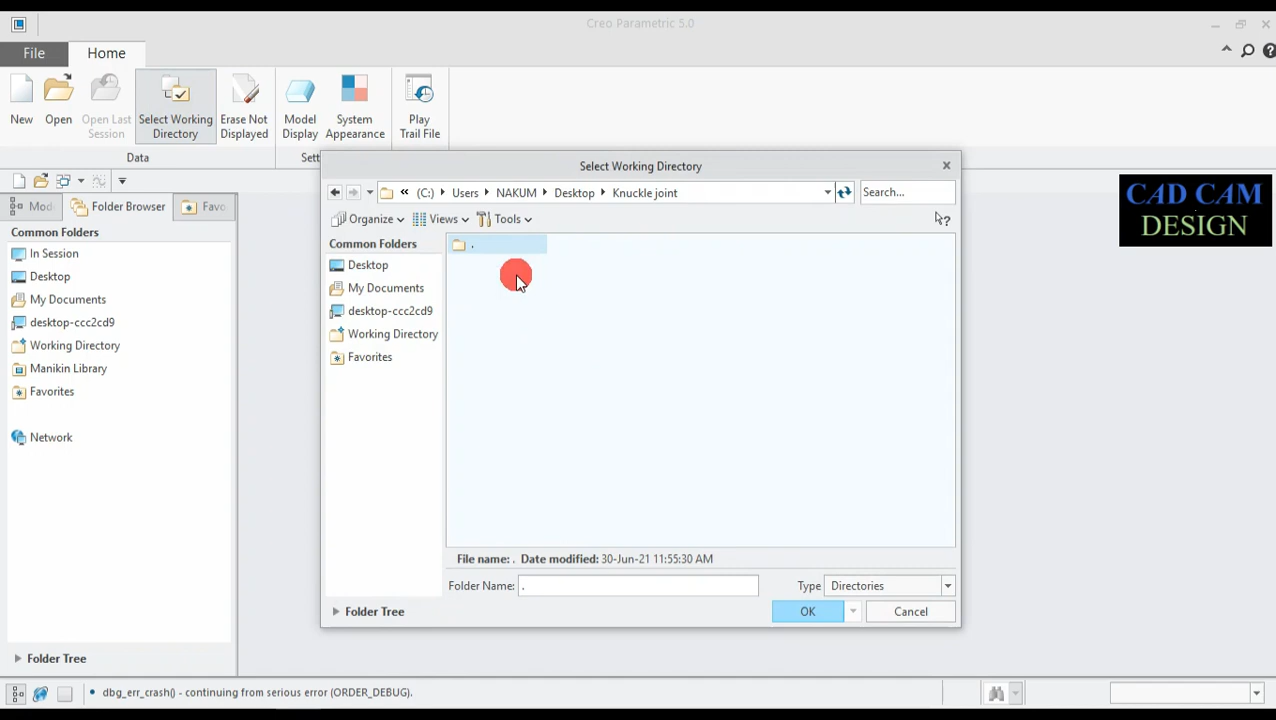 Creo Parametric 5.0
File
Home
New
Open
Open Last
Session
Select Working
Directory
Erase Not
Displayed
Model
Display
System
Appearance
Play
Trail File
Data
Sett
Mod
Folder Browser
Favo
Common Folders
In Session
Desktop
My Documents
desktop-ccc2cd9
Working Directory
Manikin Library
Favorites
Network
Folder Tree
Select Working Directory
« (C:) Users NAKUM Desktop Knuckle joint
Search...
Organize
Views
Tools
Common Folders
Desktop
My Documents
desktop-ccc2cd9
Working Directory
Favorites
.
File name: . Date modified: 30-Jun-21 11:55:30 AM
Folder Name: .
Type Directories
Folder Tree
OK
Cancel
CAD CAM
DESIGN
• dbg_err_crash() - continuing from serious error (ORDER_DEBUG).